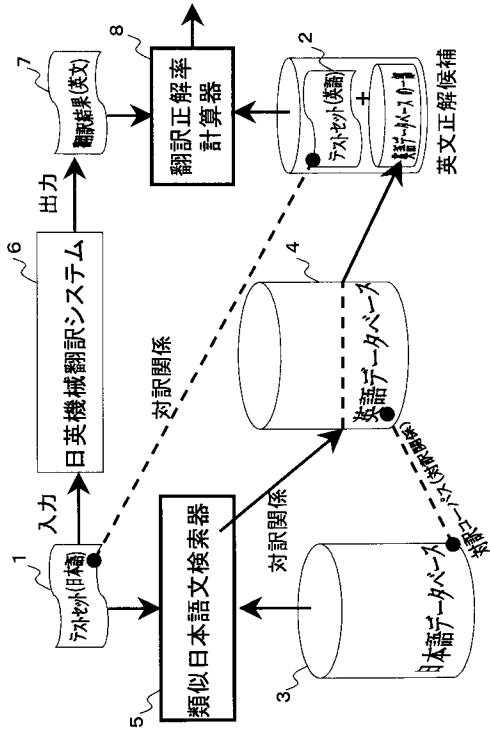 1
テストセット(日本語)
入力
6
日英機械翻訳システム
出力
7
翻訳結果(英文)
8
翻訳正解率
計算器
5
類似日本語文検索器
対訳関係
対訳関係
3
日本語データベース
対訳コーパス(対訳関係)
4
英語データベース
2
テストセット(英語)
+
英語データベースの一部
英文正解候補